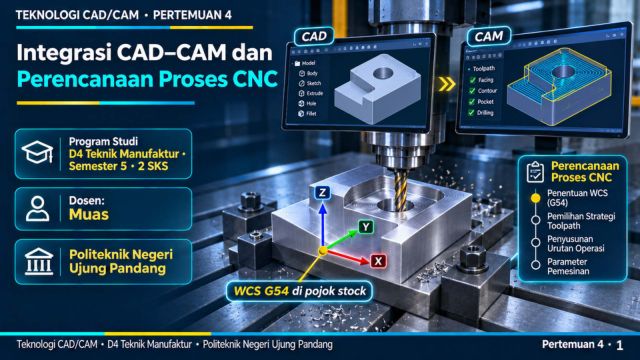 TEKNOLOGI CAD/CAM • PERTEMUAN 4
Integrasi CAD–CAM dan
Perencanaan Proses CNC
Program Studi
D4 Teknik Manufaktur •
Semester 5 • 2 SKS
Dosen:
Muas
Politeknik Negeri
Ujung Pandang
CAD
Model
Body
Sketch
Extrude
Hole
Fillet
CAM
Toolpath
Facing
Contour
Pocket
Drilling
Z
Y
X
WCS G54 di pojok stock
Perencanaan
Proses CNC
Penentuan WCS
(G54)
Pemilihan Strategi
Toolpath
Penyusunan
Urutan Operasi
Parameter
Pemesinan
Teknologi CAD/CAM • D4 Teknik Manufaktur • Politeknik Negeri Ujung Pandang
Pertemuan 4 • 1